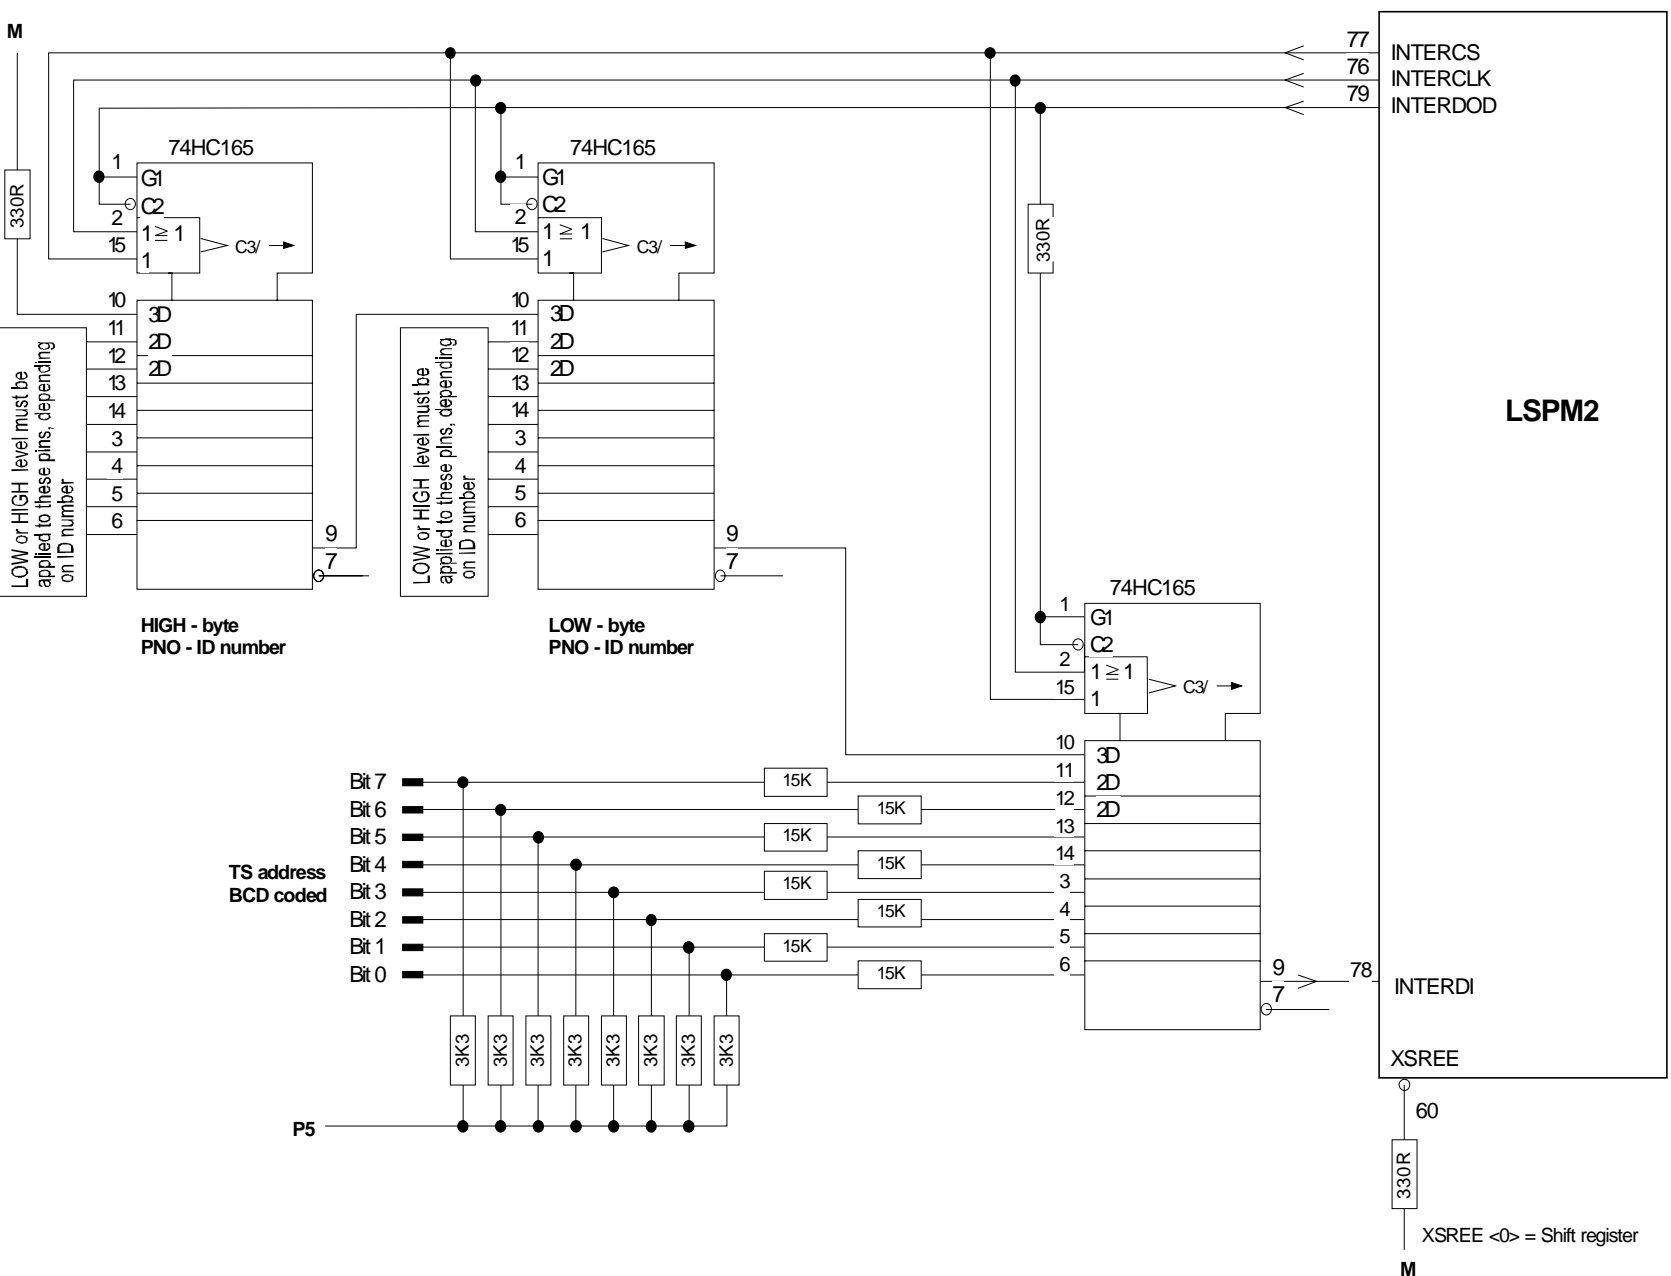 M
77
INTERCS
76
INTERCLK
79
INTERDOD
330R
74HC165
1
G1
C2
2
1 ≥ 1
15
1
C3/
10
3D
11
2D
12
2D
13
14
3
4
5
6
9
7
LOW or HIGH level must be
applied to these pins, depending
on ID number
HIGH - byte
PNO - ID number
74HC165
1
G1
C2
2
1 ≥ 1
15
1
C3/
10
3D
11
2D
12
2D
13
14
3
4
5
6
9
7
LOW or HIGH level must be
applied to these pins, depending
on ID number
LOW - byte
PNO - ID number
330R
LSPM2
74HC165
1
G1
C2
2
1 ≥ 1
15
1
C3/
10
3D
11
2D
12
2D
13
14
3
4
5
6
9
7
78
INTERDI
TS address
BCD coded
Bit 7
15K
Bit 6
15K
Bit 5
15K
Bit 4
15K
Bit 3
15K
Bit 2
15K
Bit 1
15K
Bit 0
15K
3K3
3K3
3K3
3K3
3K3
3K3
3K3
3K3
P5
XSREE
60
330R
XSREE <0> = Shift register
M